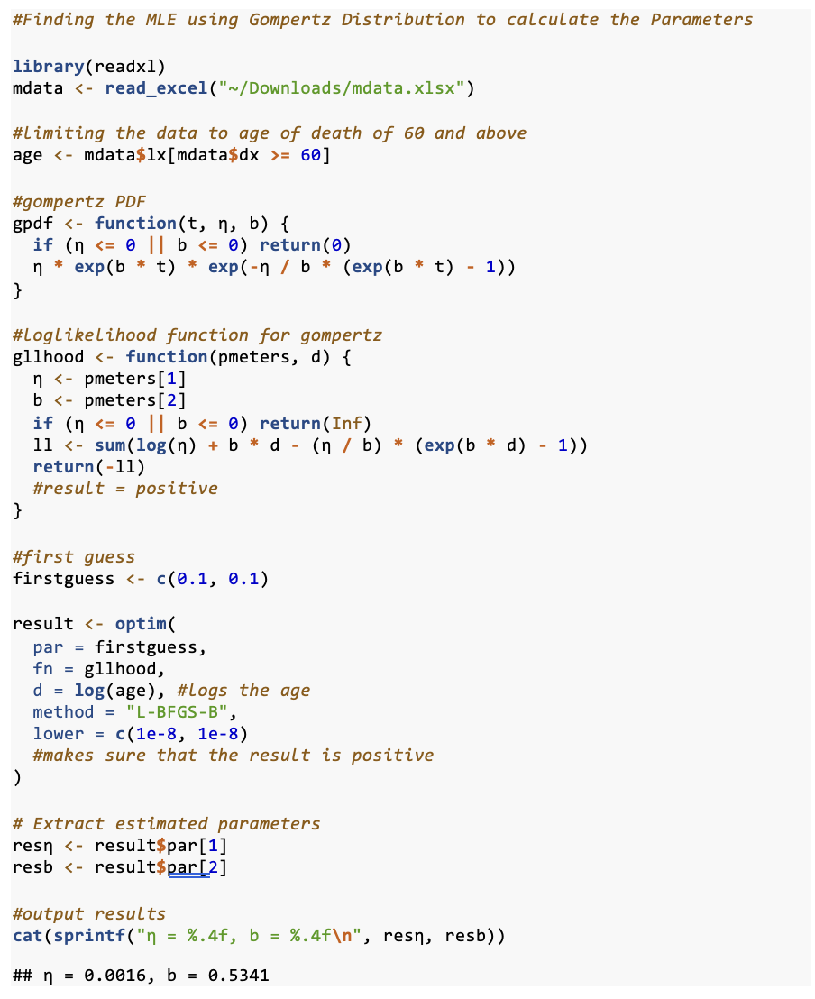 #Finding the MLE using Gompertz Distribution to calculate the Parameters
library(readxl)
mdata <- read_excel("~/Downloads/mdata.xlsx")
#limiting the data to age of death of 60 and above
age <- mdata$lx[mdata$dx >= 60]
#gompertz PDF
gpdf <- function(t, η, b) {
  if (η <= 0 || b <= 0) return(0)
  η * exp(b * t) * exp(-η / b * (exp(b * t) - 1))
}
#loglikelihood function for gompertz
gllhood <- function(pmeters, d) {
  η <- pmeters[1]
  b <- pmeters[2]
  if (η <= 0 || b <= 0) return(Inf)
  ll <- sum(log(η) + b * d - (η / b) * (exp(b * d) - 1))
  return(-ll)
  #result = positive
}
#first guess
firstguess <- c(0.1, 0.1)
result <- optim(
  par = firstguess,
  fn = gllhood,
  d = log(age), #logs the age
  method = "L-BFGS-B",
  lower = c(1e-8, 1e-8)
  #makes sure that the result is positive
)
# Extract estimated parameters
resη <- result$par[1]
resb <- result$par[2]
#output results
cat(sprintf("η = %.4f, b = %.4f\n", resη, resb))
## η = 0.0016, b = 0.5341